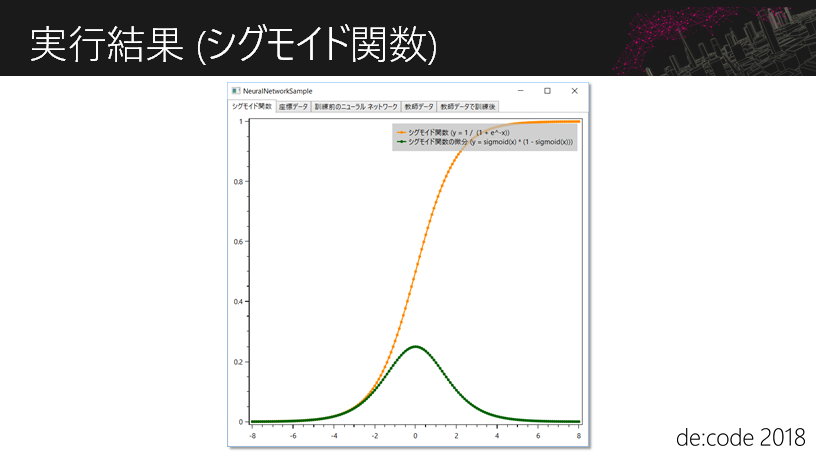 実行結果 (シグモイド関数)
NeuralNetworkSample
シグモイド関数 座標データ 訓練前のニューラル ネットワーク 教師データ 教師データで訓練後
シグモイド関数 (y = 1 / (1 + e^-x))
シグモイド関数の微分 (y = sigmoid(x) * (1 - sigmoid(x)))
1
0.8
0.6
0.4
0.2
0
-8 -6 -4 -2 0 2 4 6 8
de:code 2018